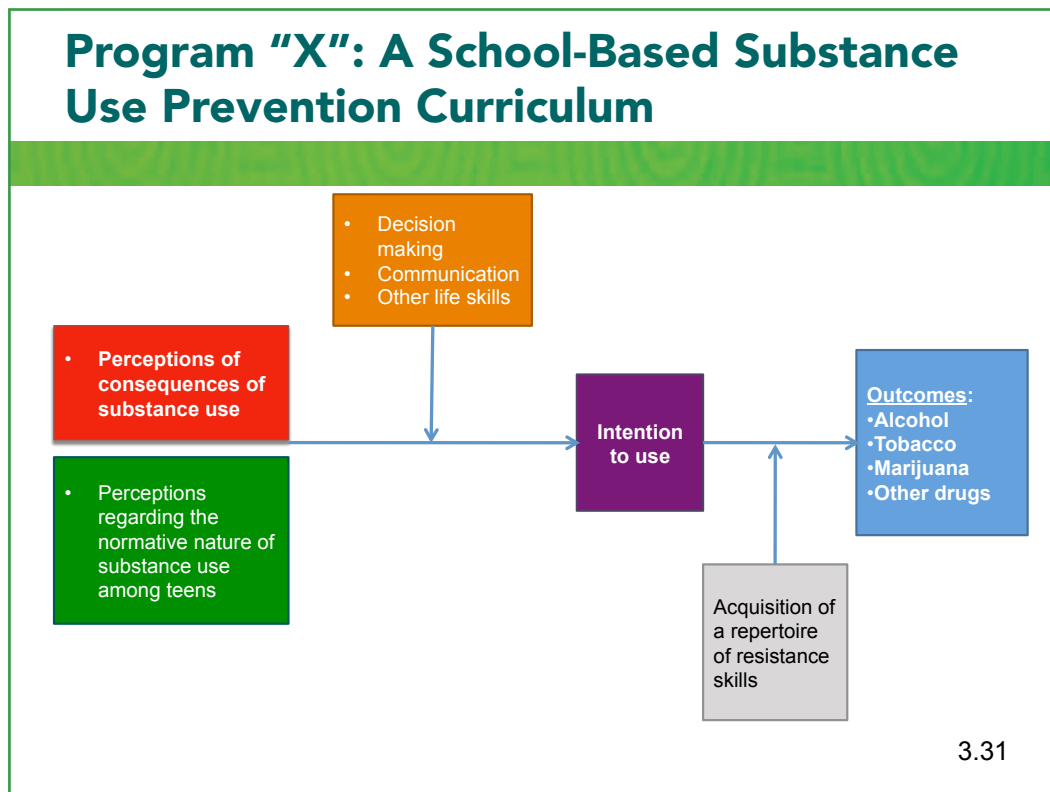 Program “X”: A School-Based Substance
Use Prevention Curriculum
• Decision
making
• Communication
• Other life skills
• Perceptions of
consequences of
substance use
• Perceptions
regarding the
normative nature of
substance use
among teens
Intention
to use
Outcomes:
•Alcohol
•Tobacco
•Marijuana
•Other drugs
Acquisition of
a repertoire
of resistance
skills
3.31